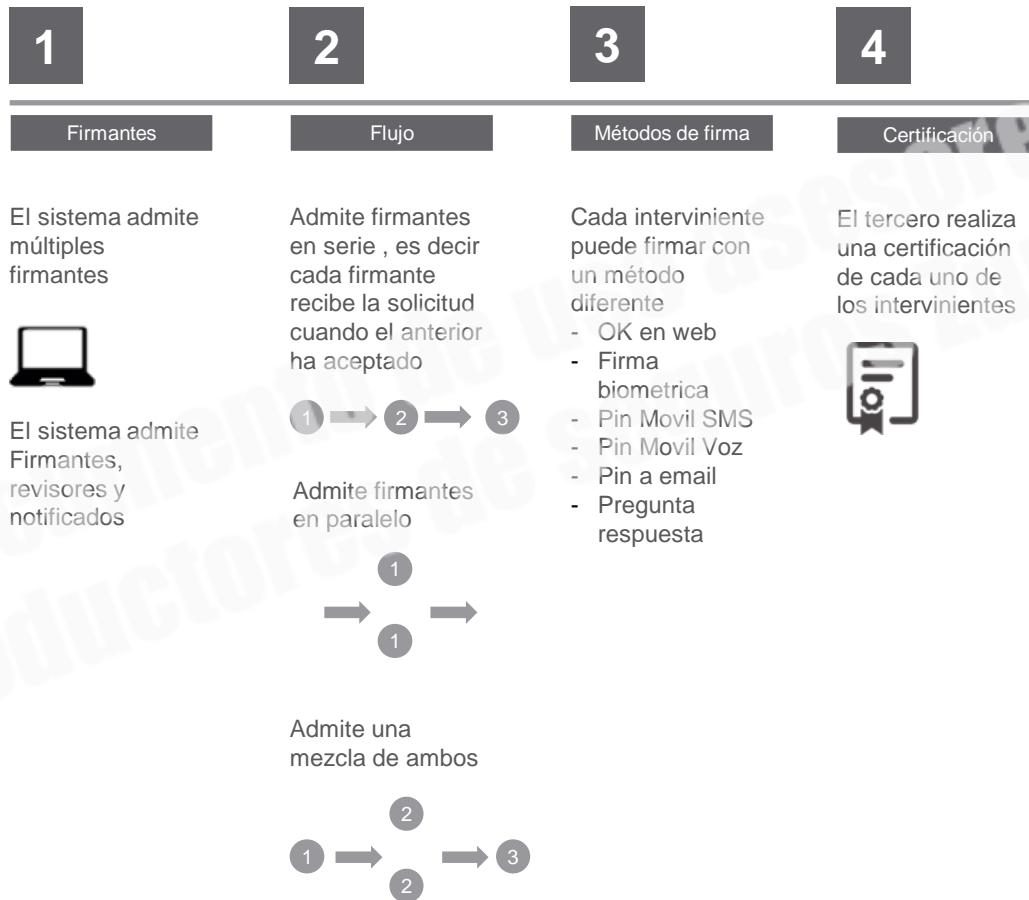 1
Firmantes
El sistema admite
múltiples
firmantes
El sistema admite
Firmantes,
revisores y
notificados
2
Flujo
Admite firmantes
en serie , es decir
cada firmante
recibe la solicitud
cuando el anterior
ha aceptado
1 2 3
Admite firmantes
en paralelo
1
1
Admite una
mezcla de ambos
2
1 3
2
3
Métodos de firma
Cada interviniente
puede firmar con
un método
diferente
- OK en web
- Firma
biometrica
- Pin Movil SMS
- Pin Movil Voz
- Pin a email
- Pregunta
respuesta
4
Certificación
El tercero realiza
una certificación
de cada uno de
los intervinientes